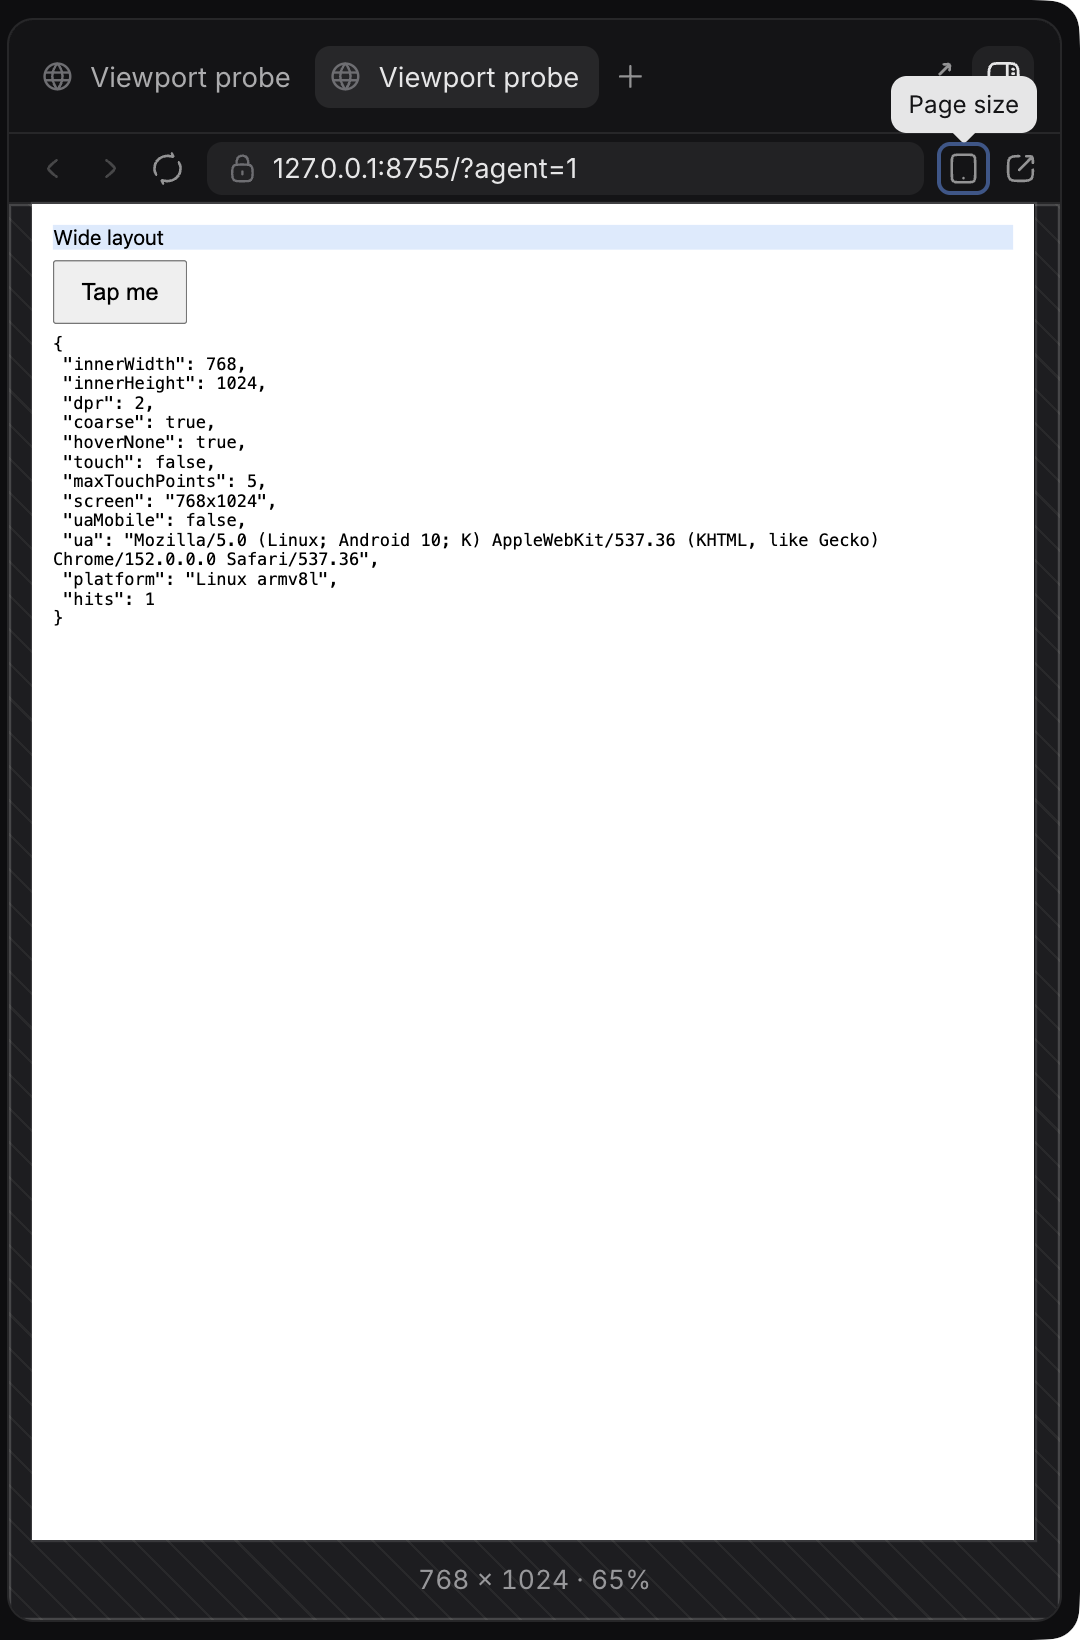 Viewport probe
Viewport probe
Page size
127.0.0.1:8755/?agent=1
Wide layout
Tap me
{
 "innerWidth": 768,
 "innerHeight": 1024,
 "dpr": 2,
 "coarse": true,
 "hoverNone": true,
 "touch": false,
 "maxTouchPoints": 5,
 "screen": "768x1024",
 "uaMobile": false,
 "ua": "Mozilla/5.0 (Linux; Android 10; K) AppleWebKit/537.36 (KHTML, like Gecko)
Chrome/152.0.0.0 Safari/537.36",
 "platform": "Linux armv8l",
 "hits": 1
}
768 × 1024 · 65%